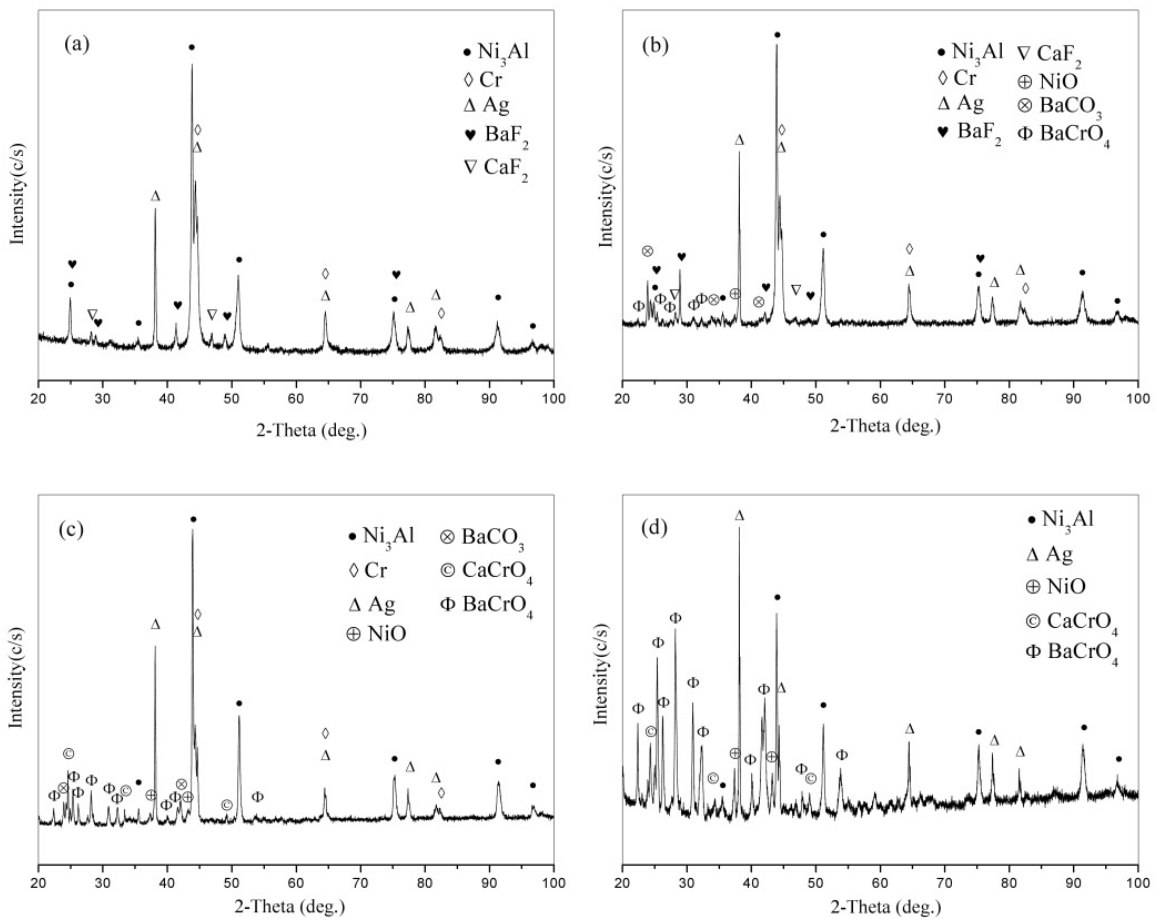 (a)
● Ni₃Al
◊ Cr
Δ Ag
♥ BaF₂
∇ CaF₂
Intensity(c/s)
20 30 40 50 60 70 80 90 100
2-Theta (deg.)
(b)
● Ni₃Al ∇ CaF₂
◊ Cr ⊕ NiO
Δ Ag ⊗ BaCO₃
♥ BaF₂ Φ BaCrO₄
Intensity(c/s)
20 30 40 50 60 70 80 90 100
2-Theta (deg.)
(c)
● Ni₃Al ⊗ BaCO₃
◊ Cr © CaCrO₄
Δ Ag Φ BaCrO₄
⊕ NiO
Intensity(c/s)
20 30 40 50 60 70 80 90 100
2-Theta (deg.)
(d)
● Ni₃Al
Δ Ag
⊕ NiO
© CaCrO₄
Φ BaCrO₄
Intensity(c/s)
20 30 40 50 60 70 80 90 100
2-Theta (deg.)